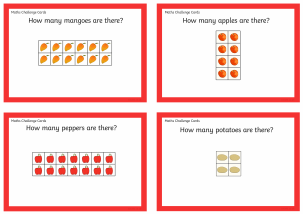 Maths Challenge Cards
How many mangoes are there?
Maths Challenge Cards
How many apples are there?
Maths Challenge Cards
How many peppers are there?
Maths Challenge Cards
How many potatoes are there?